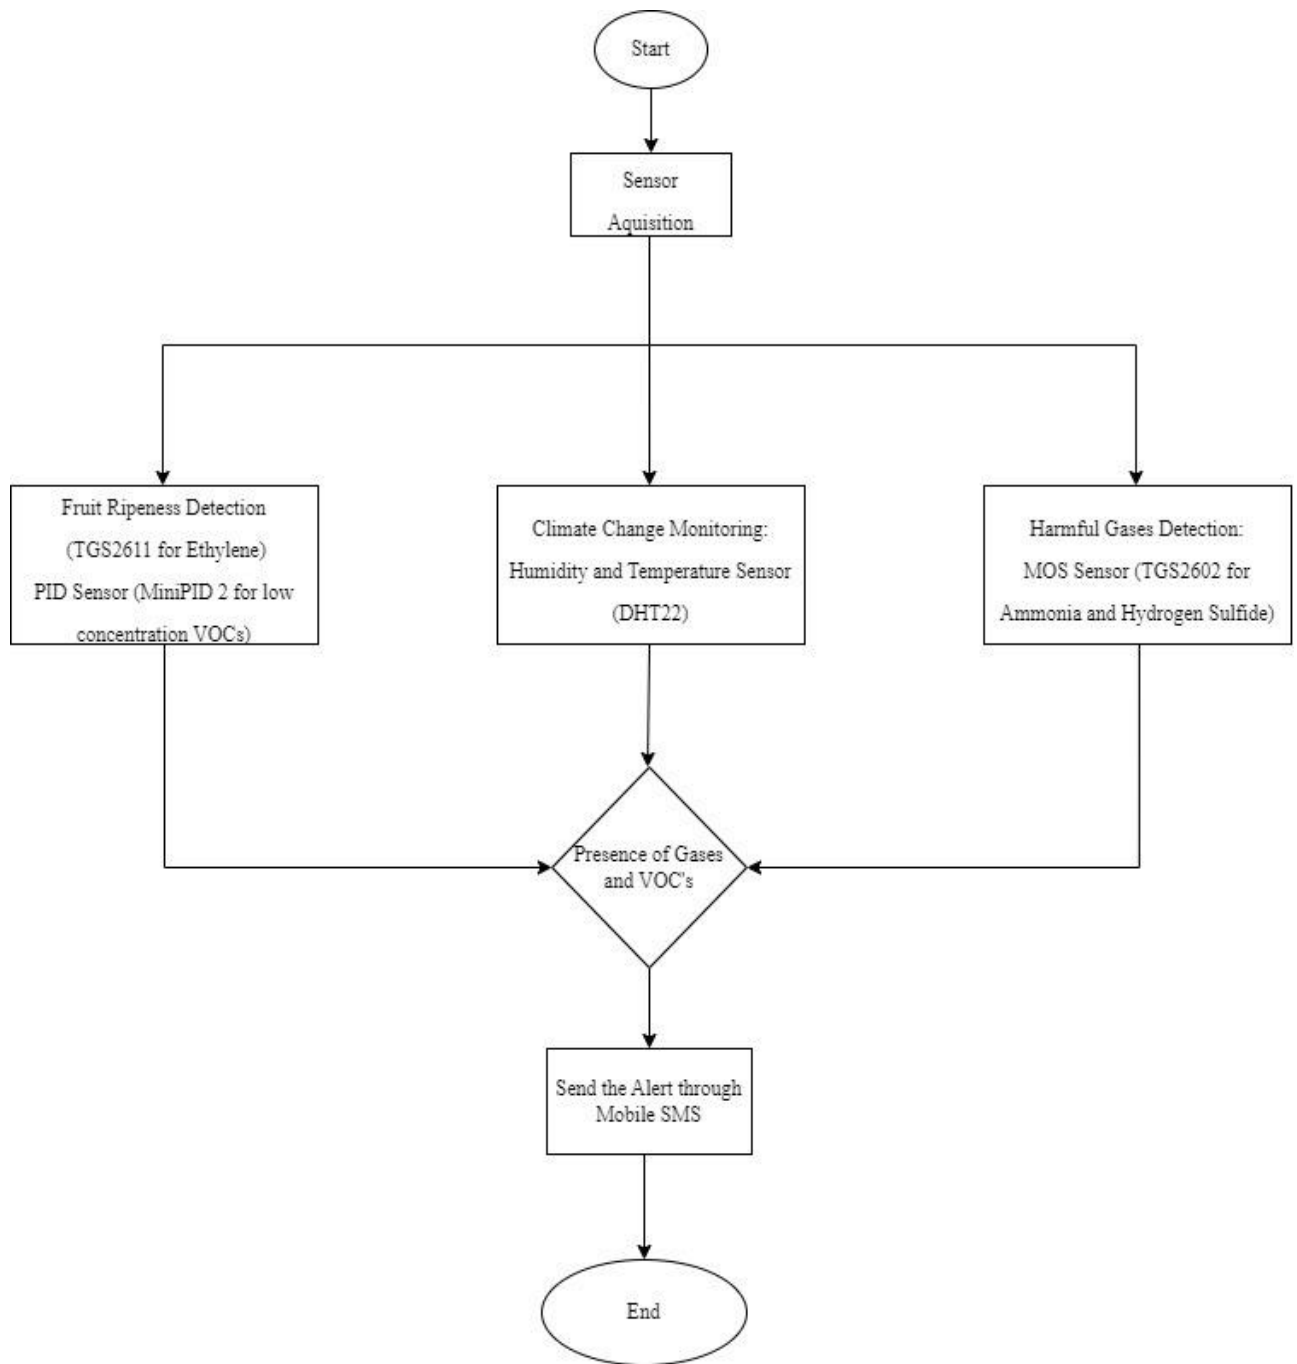 Start
Sensor
Aquisition
Fruit Ripeness Detection
(TGS2611 for Ethylene)
PID Sensor (MiniPID 2 for low
concentration VOCs)
Climate Change Monitoring:
Humidity and Temperature Sensor
(DHT22)
Harmful Gases Detection:
MOS Sensor (TGS2602 for
Ammonia and Hydrogen Sulfide)
Presence of Gases
and VOC's
Send the Alert through
Mobile SMS
End